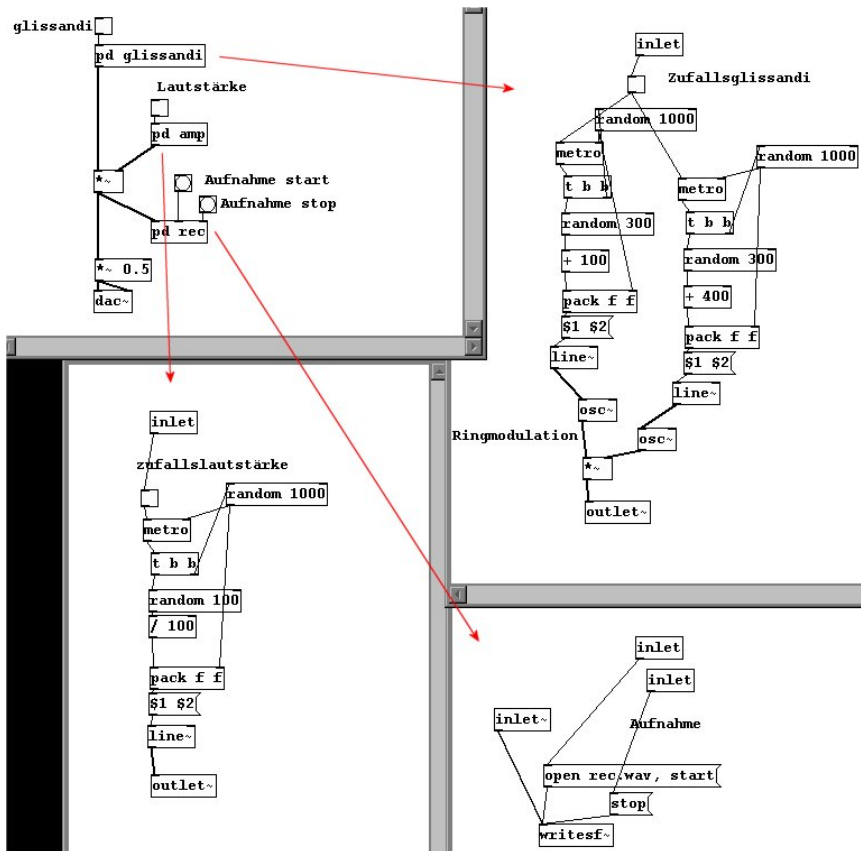 glissandi
pd glissandi
Lautstärke
pd amp
*~
Aufnahme start
Aufnahme stop
pd rec
*~ 0.5
dac~
inlet
Zufallsglissandi
random 1000
metro
random 1000
metro
t b b
t b b
random 300
random 300
+ 100
+ 400
pack f f
$1 $2
pack f f
line~
$1 $2
line~
osc~
Ringmodulation
osc~
*~
outlet~
inlet
zufallslautstärke
random 1000
metro
t b b
random 100
/ 100
pack f f
$1 $2
line~
outlet~
inlet
inlet
inlet~
Aufnahme
open rec.wav, start
stop
writesf~